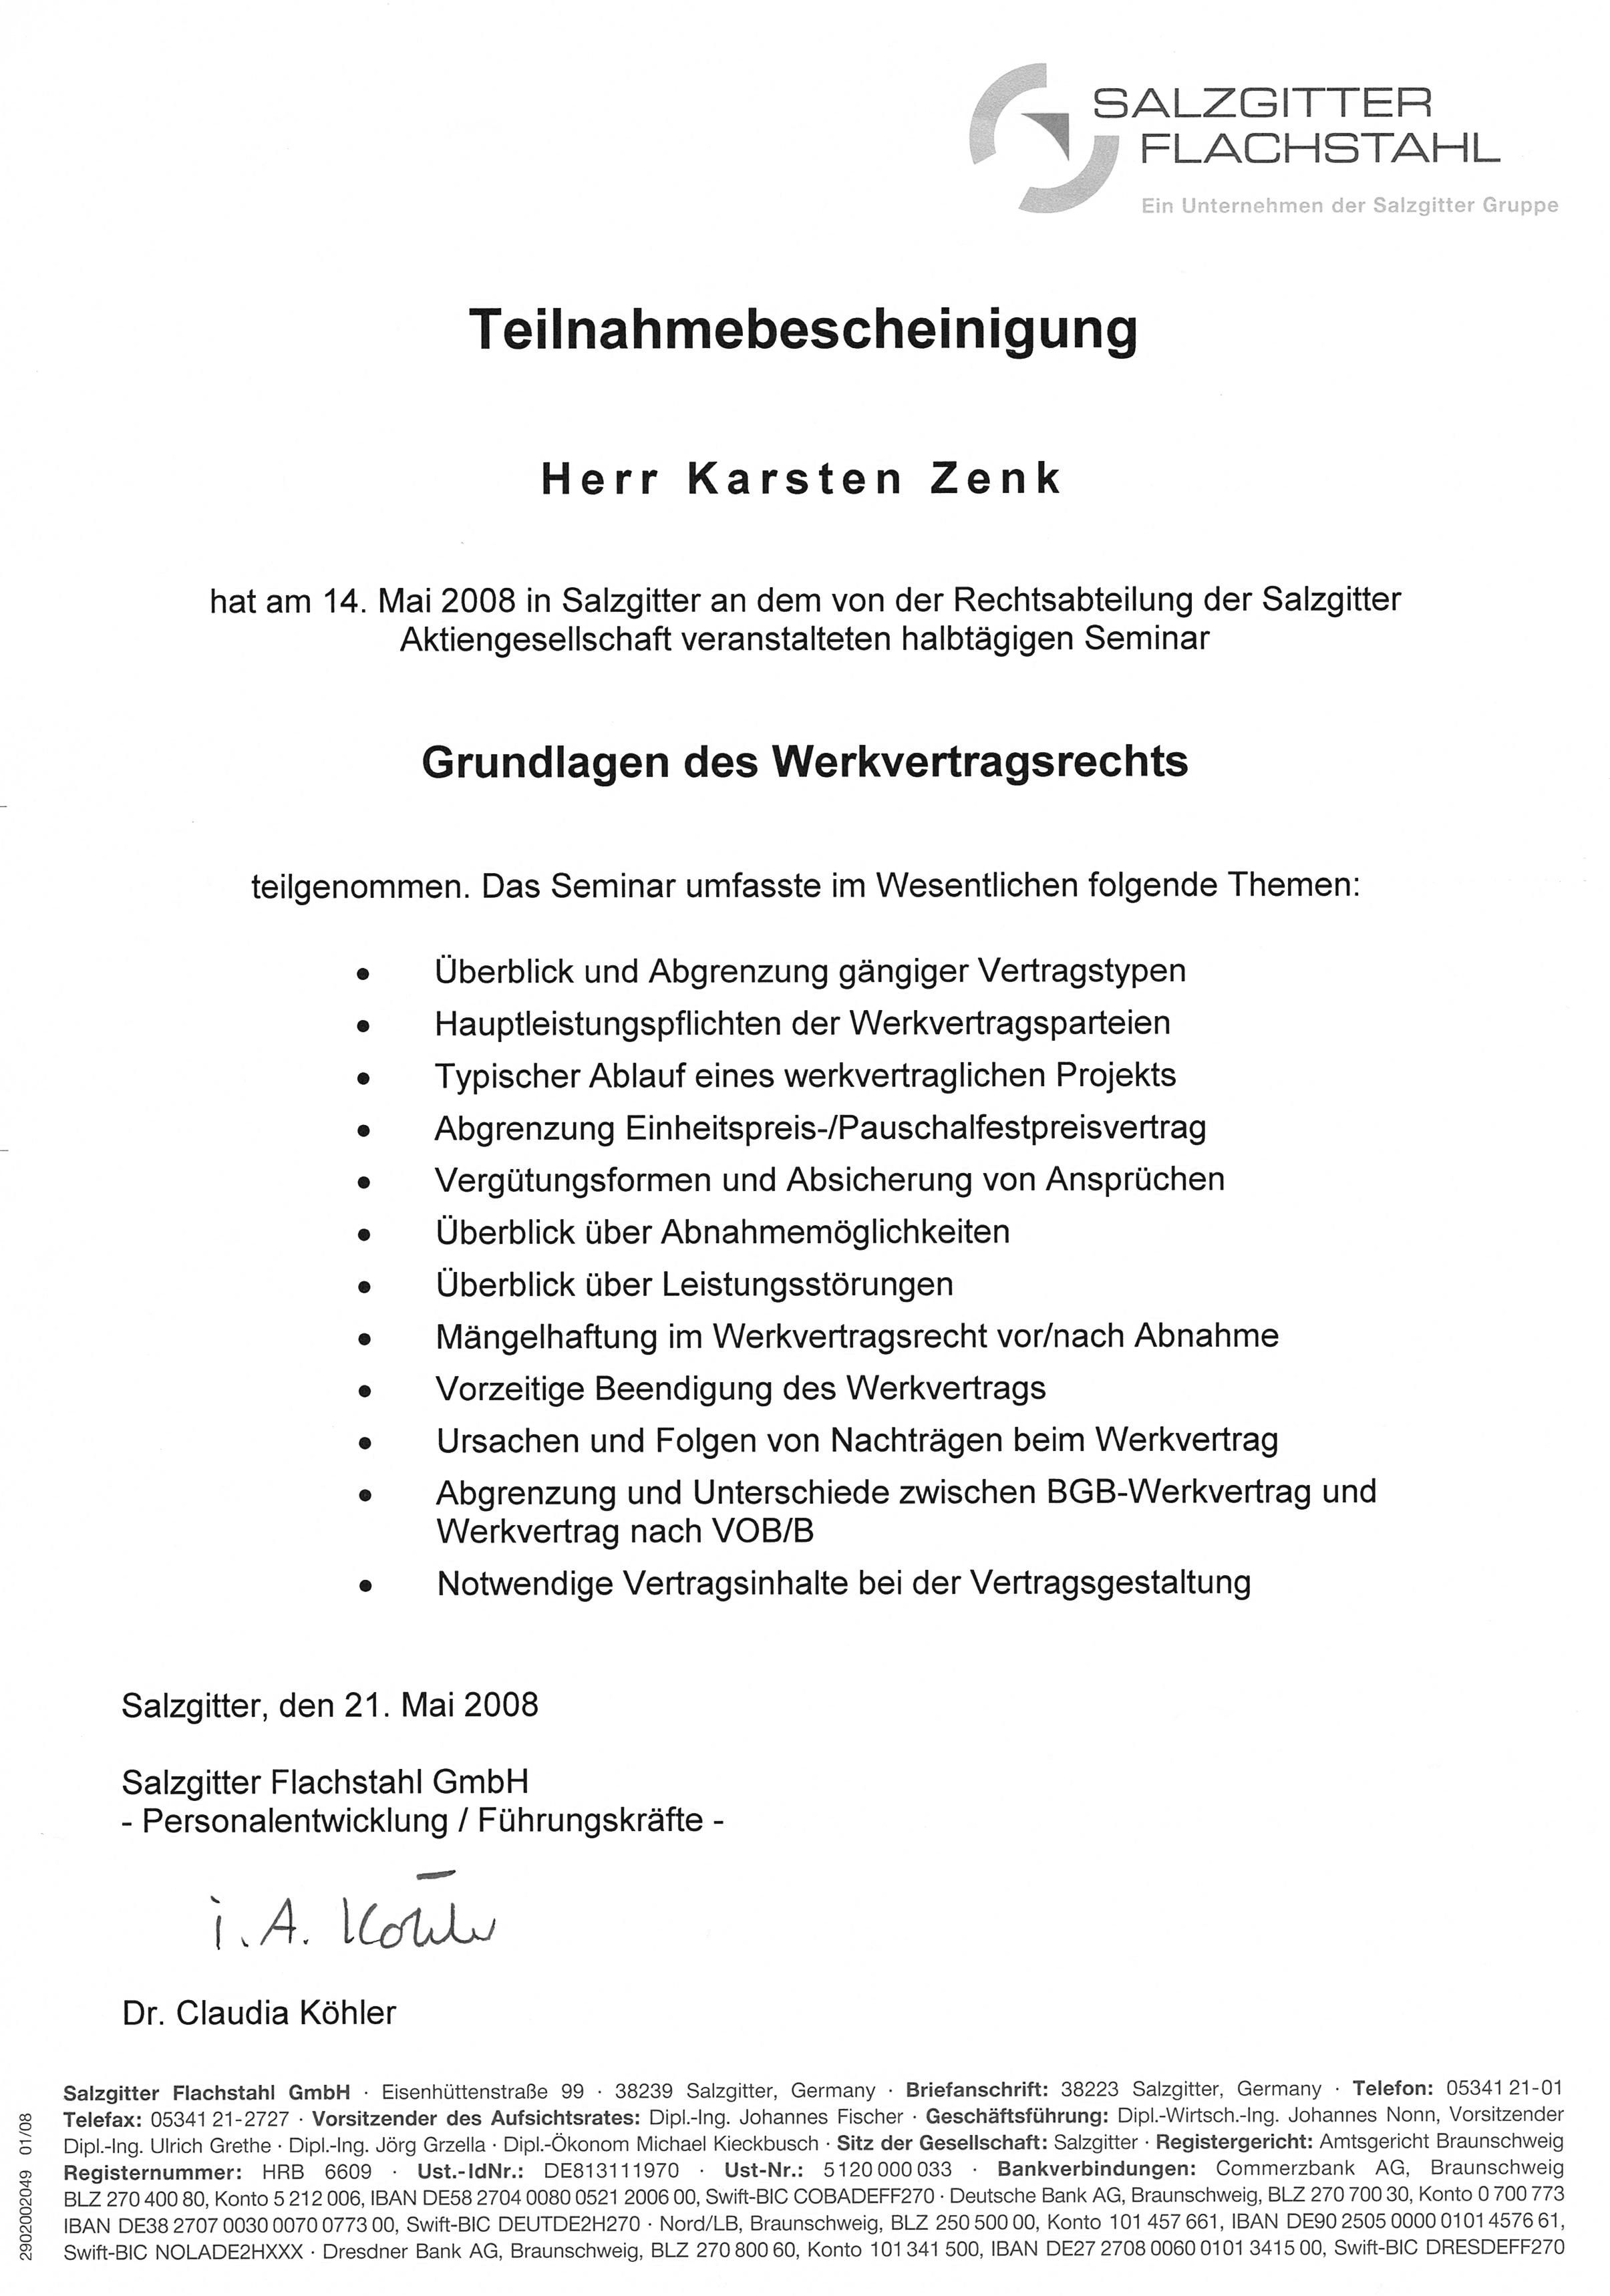 SALZGITTER
FLACHSTAHL
Ein Unternehmen der Salzgitter Gruppe
Teilnahmebescheinigung
Herr Karsten Zenk
hat am 14. Mai 2008 in Salzgitter an dem von der Rechtsabteilung der Salzgitter
Aktiengesellschaft veranstalteten halbtägigen Seminar
Grundlagen des Werkvertragsrechts
teilgenommen. Das Seminar umfasste im Wesentlichen folgende Themen:
• Überblick und Abgrenzung gängiger Vertragstypen
• Hauptleistungspflichten der Werkvertragsparteien
• Typischer Ablauf eines werkvertraglichen Projekts
• Abgrenzung Einheitspreis-/Pauschalfestpreisvertrag
• Vergütungsformen und Absicherung von Ansprüchen
• Überblick über Abnahmemöglichkeiten
• Überblick über Leistungsstörungen
• Mängelhaftung im Werkvertragsrecht vor/nach Abnahme
• Vorzeitige Beendigung des Werkvertrags
• Ursachen und Folgen von Nachträgen beim Werkvertrag
• Abgrenzung und Unterschiede zwischen BGB-Werkvertrag und
Werkvertrag nach VOB/B
• Notwendige Vertragsinhalte bei der Vertragsgestaltung
Salzgitter, den 21. Mai 2008
Salzgitter Flachstahl GmbH
- Personalentwicklung / Führungskräfte -
i. A. Köhler
Dr. Claudia Köhler
Salzgitter Flachstahl GmbH · Eisenhüttenstraße 99 · 38239 Salzgitter, Germany · Briefanschrift: 38223 Salzgitter, Germany · Telefon: 05341 21-01
Telefax: 05341 21-2727 · Vorsitzender des Aufsichtsrates: Dipl.-Ing. Johannes Fischer · Geschäftsführung: Dipl.-Wirtsch.-Ing. Johannes Nonn, Vorsitzender
Dipl.-Ing. Ulrich Grethe · Dipl.-Ing. Jörg Grzella · Dipl.-Ökonom Michael Kieckbusch · Sitz der Gesellschaft: Salzgitter · Registergericht: Amtsgericht Braunschweig
Registernummer: HRB 6609 · Ust.-IdNr.: DE813111970 · Ust-Nr.: 5120 000 033 · Bankverbindungen: Commerzbank AG, Braunschweig
BLZ 270 400 80, Konto 5 212 006, IBAN DE58 2704 0080 0521 2006 00, Swift-BIC COBADEFF270 · Deutsche Bank AG, Braunschweig, BLZ 270 700 30, Konto 0 700 773
IBAN DE38 2707 0030 0070 0773 00, Swift-BIC DEUTDE2H270 · Nord/LB, Braunschweig, BLZ 250 500 00, Konto 101 457 661, IBAN DE90 2505 0000 0101 4576 61,
Swift-BIC NOLADE2HXXX · Dresdner Bank AG, Braunschweig, BLZ 270 800 60, Konto 101 341 500, IBAN DE27 2708 0060 0101 3415 00, Swift-BIC DRESDEFF270
2902002049 01/08